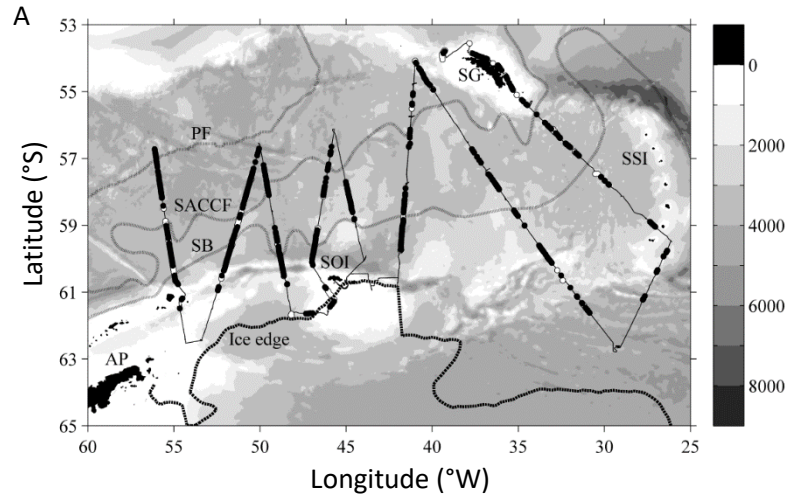 A
53
55
57
59
61
63
65
Latitude (°S)
60
55
50
45
40
35
30
25
Longitude (°W)
PF
SACCF
SB
SOI
SG
SSI
AP
Ice edge
0
2000
4000
6000
8000